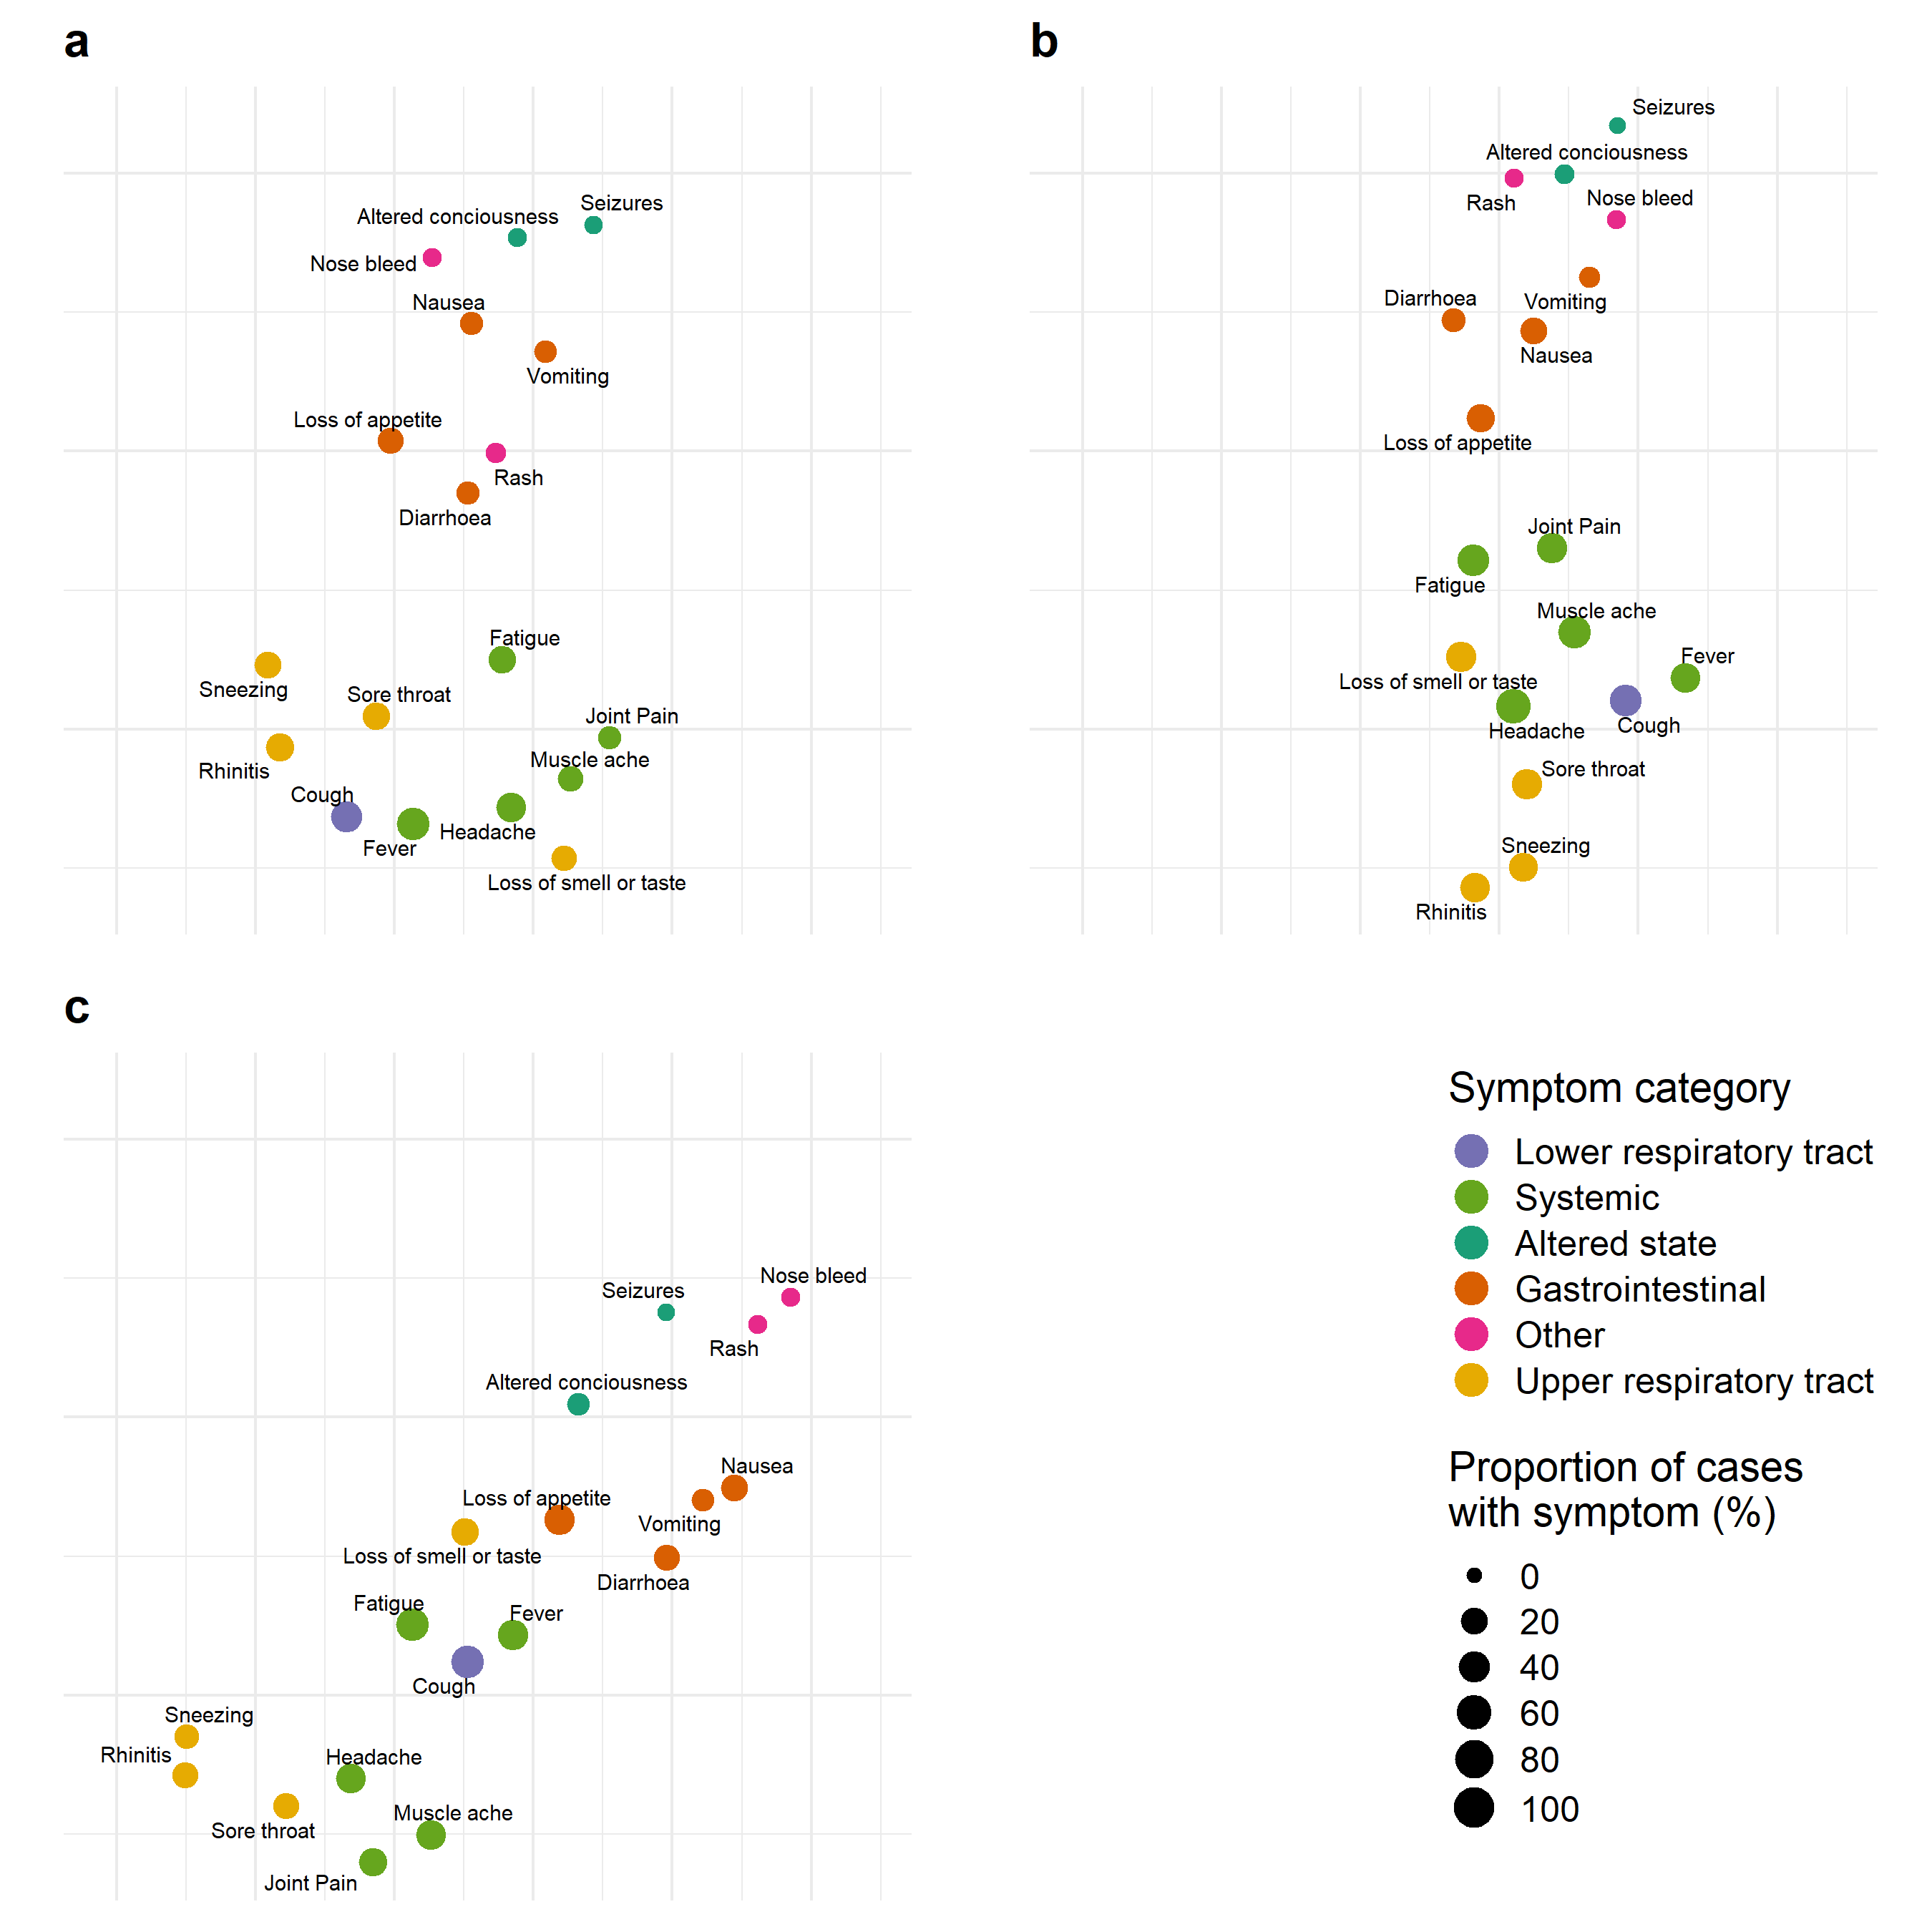 a
Seizures
Altered conciousness
Nose bleed
Nausea
Vomiting
Loss of appetite
Rash
Diarrhoea
Fatigue
Sneezing
Sore throat
Joint Pain
Muscle ache
Rhinitis
Cough
Headache
Fever
Loss of smell or taste
b
Seizures
Altered conciousness
Rash
Nose bleed
Diarrhoea
Vomiting
Nausea
Loss of appetite
Joint Pain
Fatigue
Muscle ache
Fever
Loss of smell or taste
Cough
Headache
Sore throat
Sneezing
Rhinitis
c
Nose bleed
Seizures
Rash
Altered conciousness
Nausea
Loss of appetite
Vomiting
Loss of smell or taste
Diarrhoea
Fatigue
Fever
Cough
Sneezing
Rhinitis
Headache
Muscle ache
Sore throat
Joint Pain
Symptom category
Lower respiratory tract
Systemic
Altered state
Gastrointestinal
Other
Upper respiratory tract
Proportion of cases
with symptom (%)
0
20
40
60
80
100